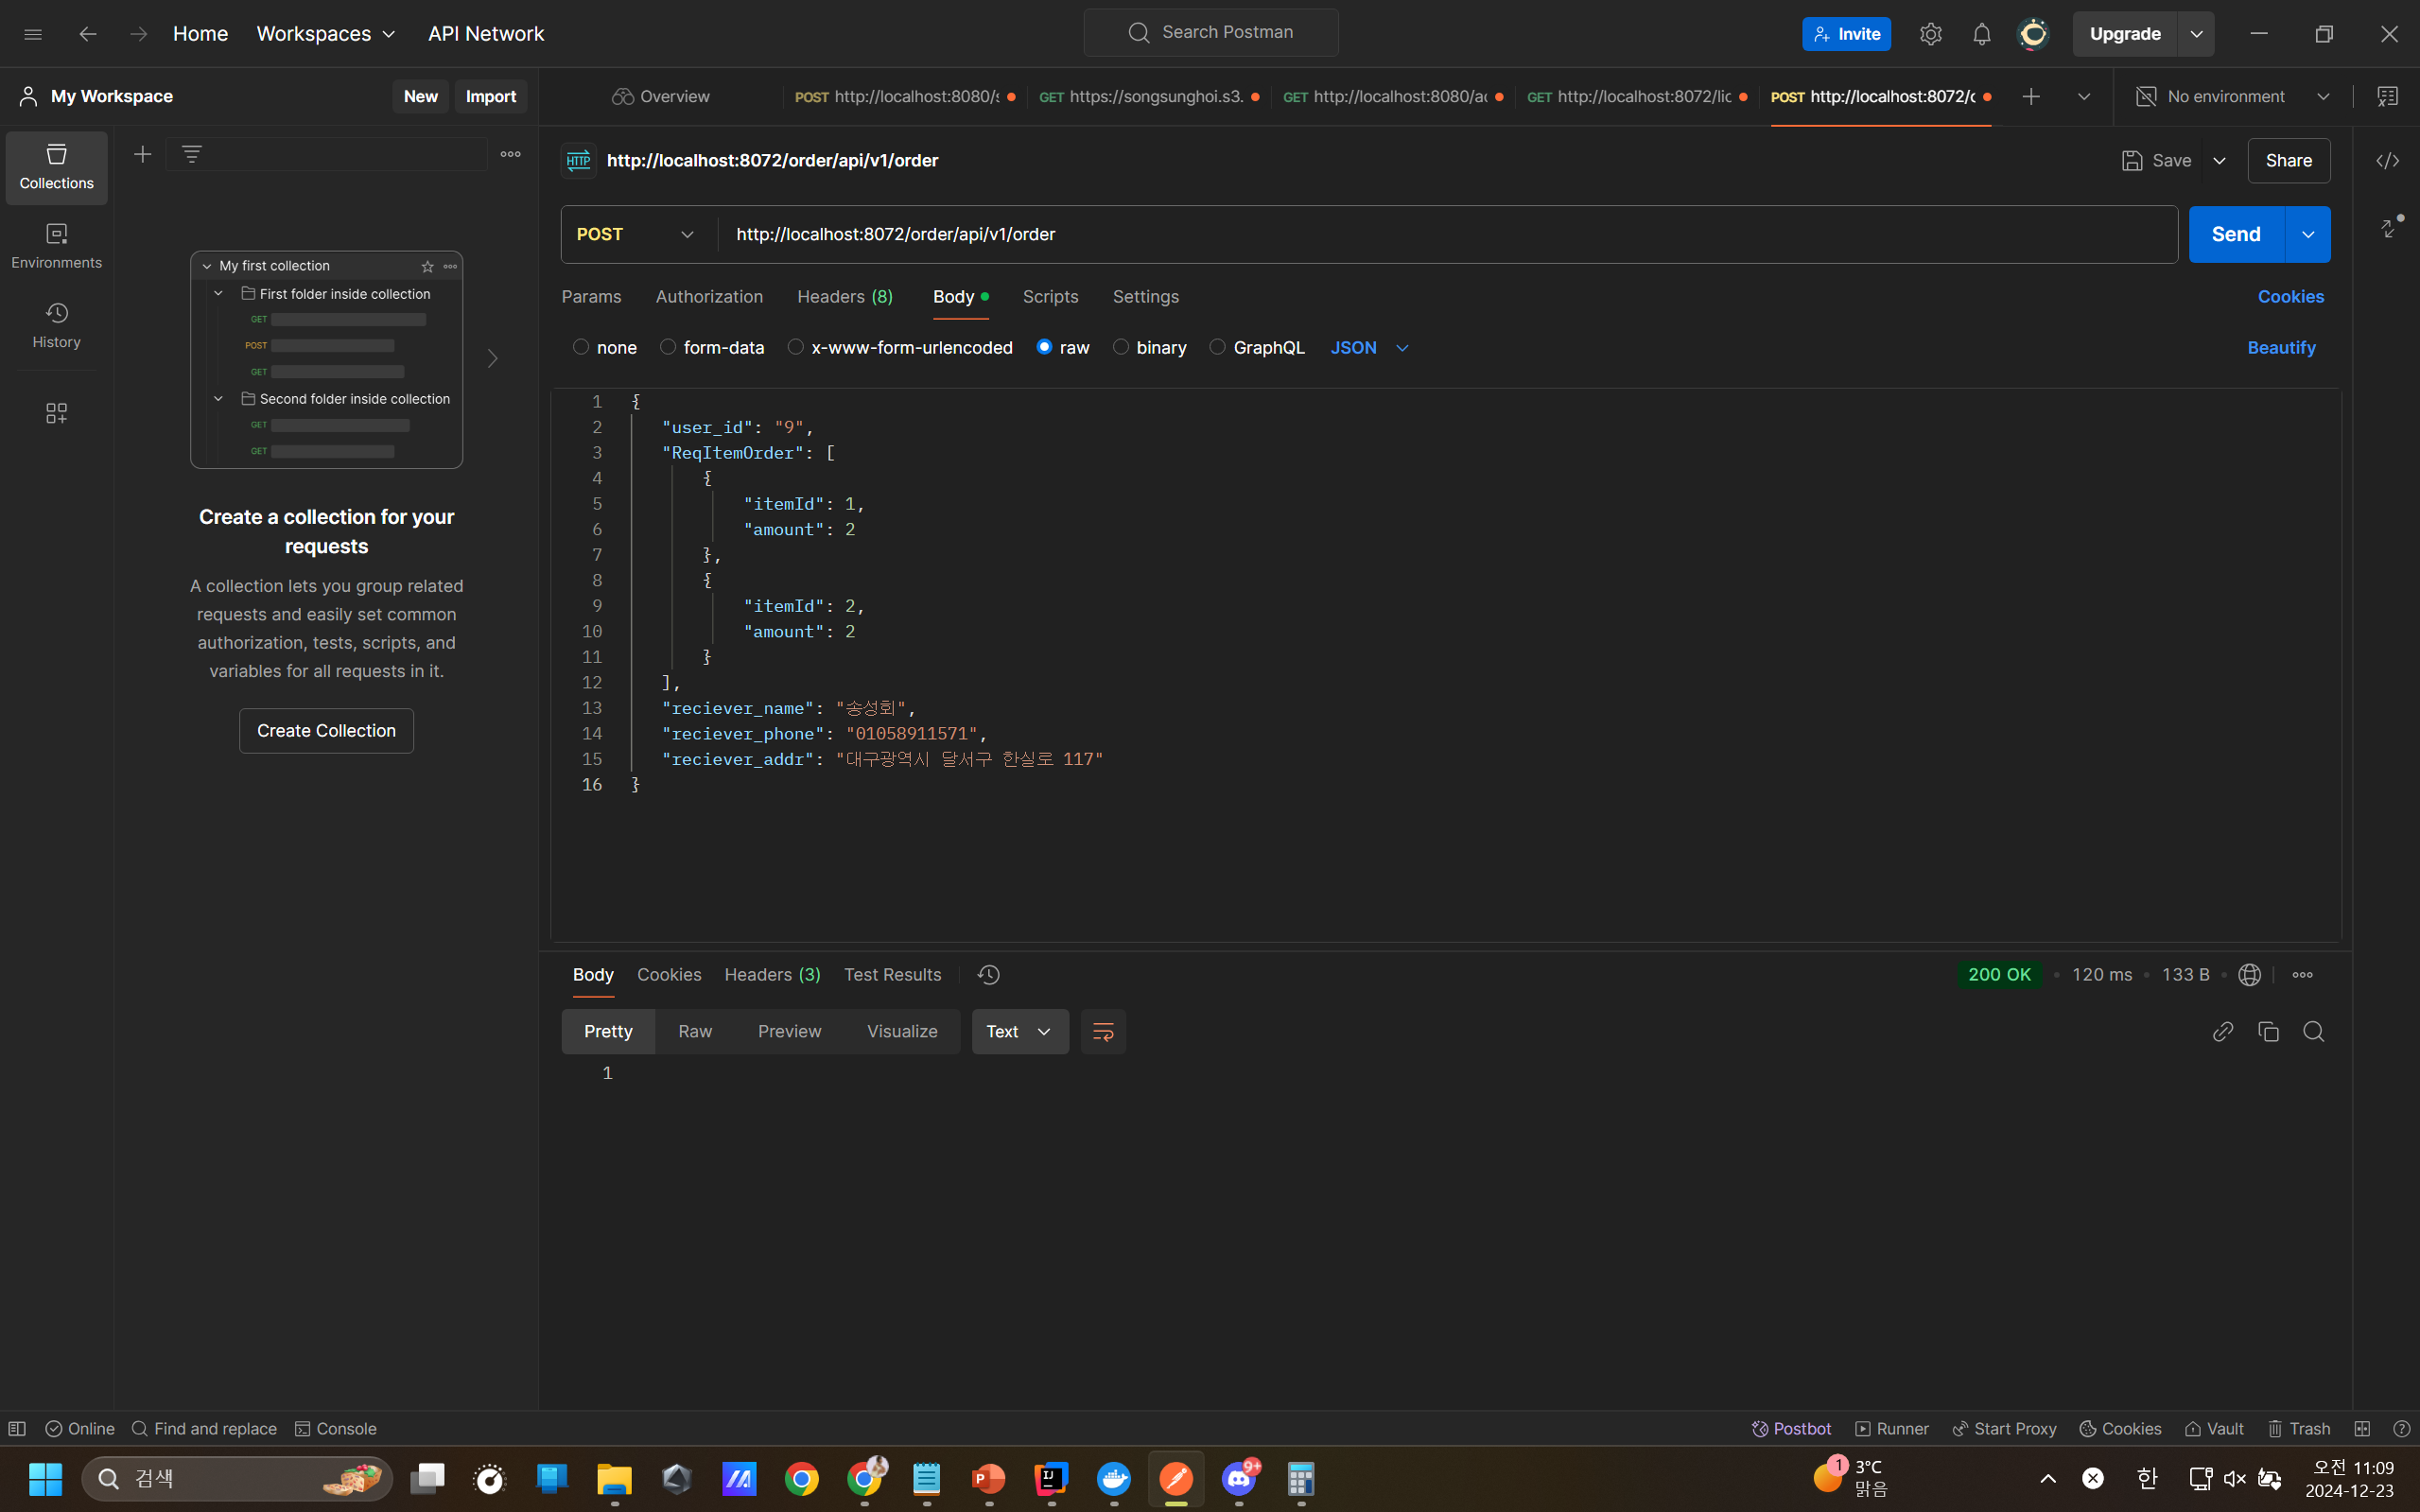 Home Workspaces API Network
Search Postman
Invite
Upgrade
My Workspace
New Import
Overview
POST http://localhost:8080/s
GET https://songsunghoi.s3.
GET http://localhost:8080/a
GET http://localhost:8072/lic
POST http://localhost:8072/
No environment
Collections
Environments
History
My first collection
First folder inside collection
GET
POST
GET
Second folder inside collection
GET
GET
Create a collection for your
requests
A collection lets you group related
requests and easily set common
authorization, tests, scripts, and
variables for all requests in it.
Create Collection
HTTP http://localhost:8072/order/api/v1/order
Save Share
POST http://localhost:8072/order/api/v1/order
Send
Params Authorization Headers (8) Body Scripts Settings
Cookies
none form-data x-www-form-urlencoded raw binary GraphQL JSON
Beautify
1 {
2 "user_id": "9",
3 "ReqItemOrder": [
4 {
5 "itemId": 1,
6 "amount": 2
7 },
8 {
9 "itemId": 2,
10 "amount": 2
11 }
12 ],
13 "reciever_name": "송성회",
14 "reciever_phone": "01058911571",
15 "reciever_addr": "대구광역시 달서구 한실로 117"
16 }
Body Cookies Headers (3) Test Results
200 OK 120 ms 133 B
Pretty Raw Preview Visualize Text
1
Online Find and replace Console
Postbot Runner Start Proxy Cookies Vault Trash
검색
9+
1
3°C
맑음
한
오전 11:09
2024-12-23